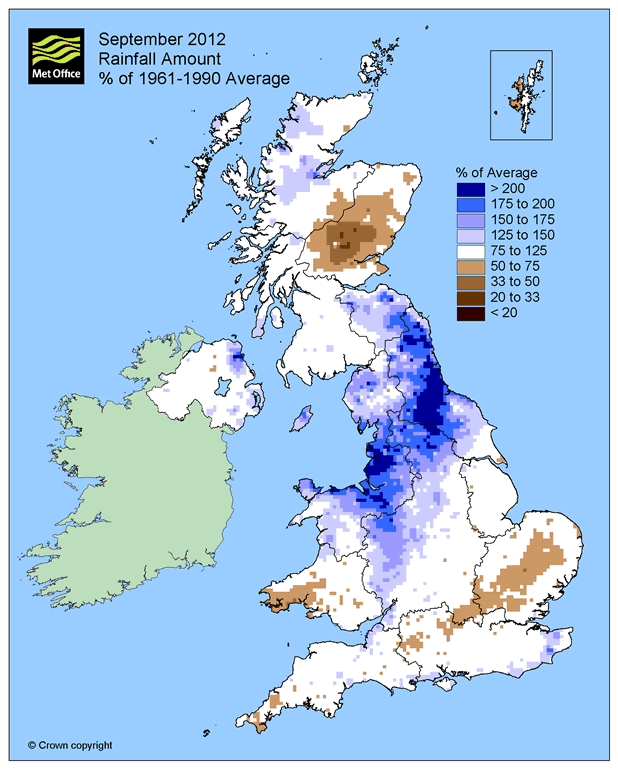 September 2012
Rainfall Amount
% of 1961-1990 Average
Met Office
% of Average
> 200
175 to 200
150 to 175
125 to 150
75 to 125
50 to 75
33 to 50
20 to 33
< 20
© Crown copyright